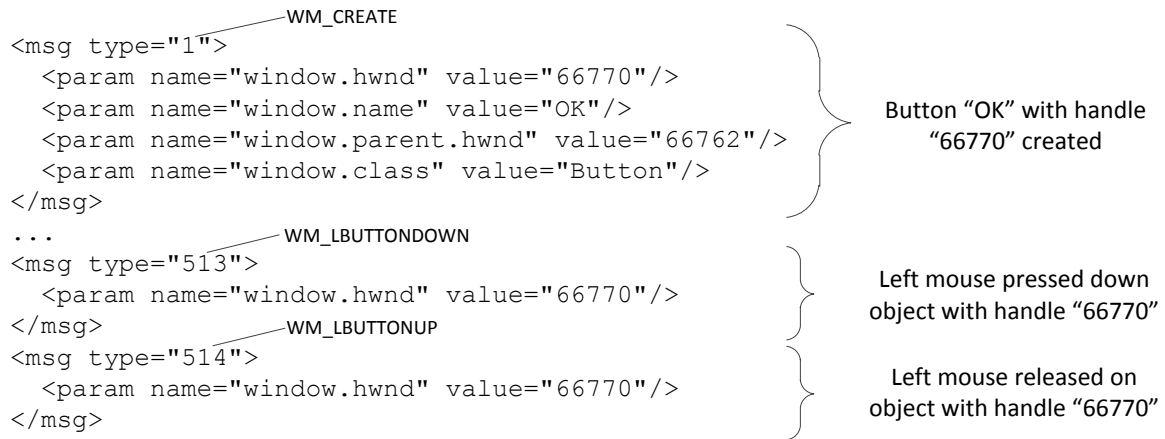 WM_CREATE
<msg type="1">
<param name="window.hwnd" value="66770"/>
<param name="window.name" value="OK"/>
<param name="window.parent.hwnd" value="66762"/>
<param name="window.class" value="Button"/>
</msg>
Button “OK” with handle
“66770” created
...
WM_LBUTTONDOWN
<msg type="513">
<param name="window.hwnd" value="66770"/>
</msg>
Left mouse pressed down
object with handle “66770”
WM_LBUTTONUP
<msg type="514">
<param name="window.hwnd" value="66770"/>
</msg>
Left mouse released on
object with handle “66770”